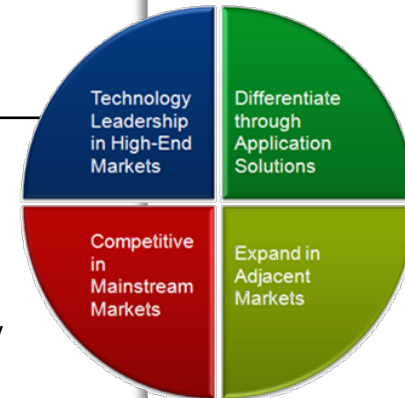 Technology
Leadership
in High-End
Markets
Differentiate
through
Application
Solutions
Competitive
in
Mainstream
Markets
Expand in
Adjacent
Markets